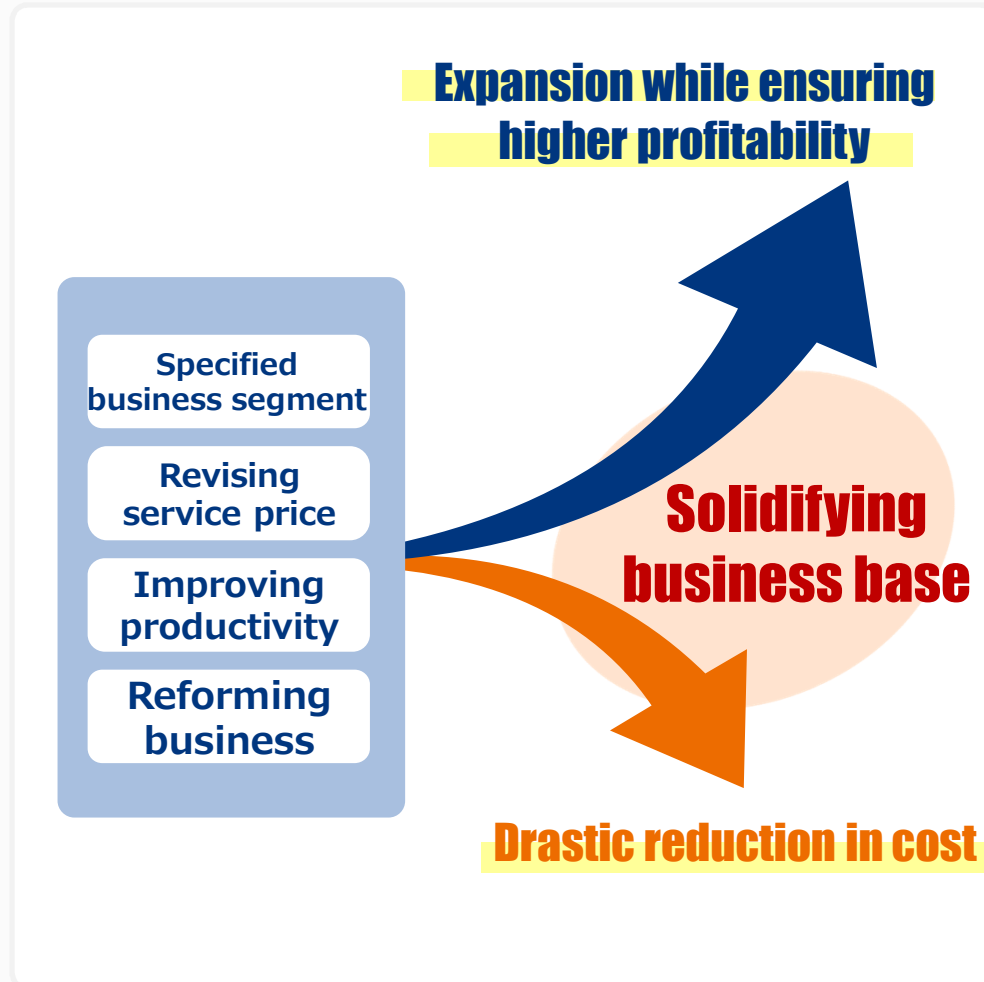 Expansion while ensuring
higher profitability
Specified
business segment
Revising
service price
Improving
productivity
Reforming
business
Solidifying
business base
Drastic reduction in cost